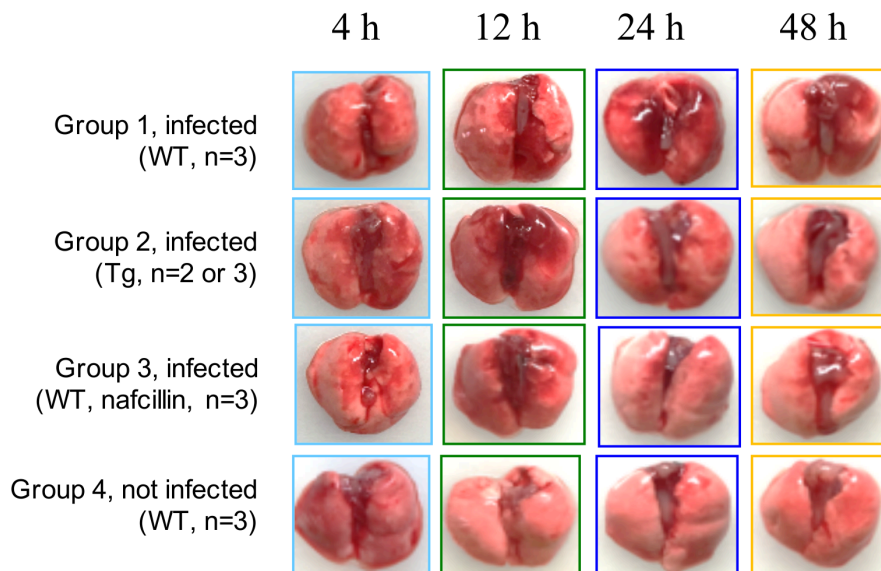 4 h 12 h 24 h 48 h
Group 1, infected
(WT, n=3)
Group 2, infected
(Tg, n=2 or 3)
Group 3, infected
(WT, nafcillin, n=3)
Group 4, not infected
(WT, n=3)